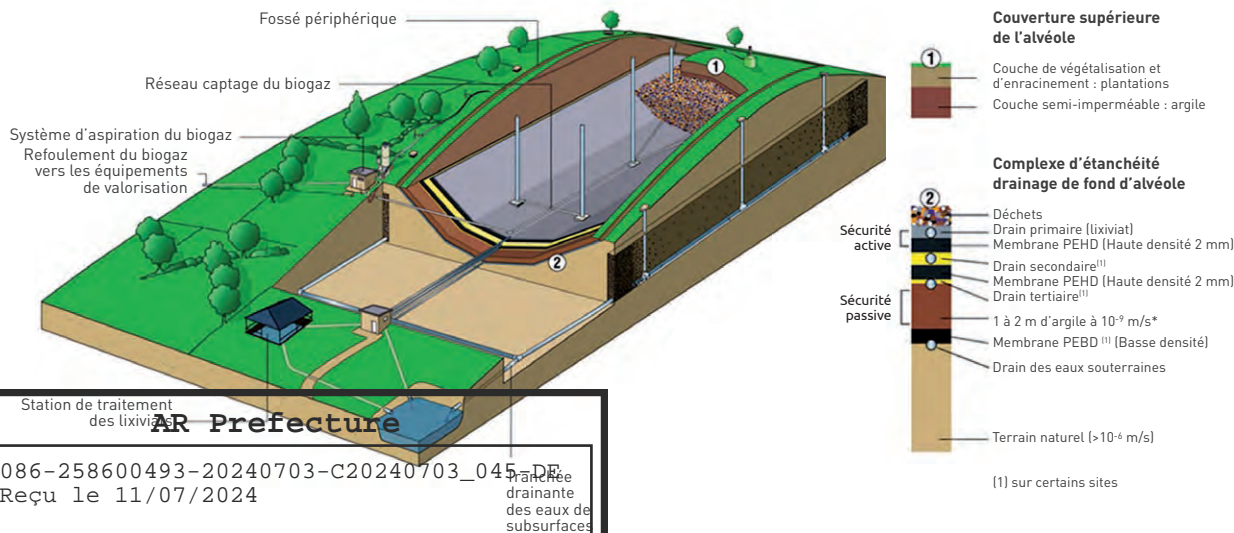 Fossé périphérique
Réseau captage du biogaz
Système d'aspiration du biogaz
Refoulement du biogaz
vers les équipements
de valorisation
1
2
Station de traitement
des lixiviats
AR Prefecture
086-258600493-20240703-C20240703_045-DE
Reçu le 11/07/2024
Tranchée
drainante
des eaux de
subsurfaces
Couverture supérieure
de l'alvéole
1
Couche de végétalisation et
d'enracinement : plantations
Couche semi-imperméable : argile
Complexe d'étanchéité
drainage de fond d'alvéole
2
Déchets
Sécurité
active
Drain primaire (lixiviat)
Membrane PEHD (Haute densité 2 mm)
Drain secondaire⁽¹⁾
Membrane PEHD (Haute densité 2 mm)
Drain tertiaire⁽¹⁾
Sécurité
passive
1 à 2 m d'argile à 10⁻⁹ m/s*
Membrane PEBD ⁽¹⁾ (Basse densité)
Drain des eaux souterraines
Terrain naturel (>10⁻⁶ m/s)
(1) sur certains sites